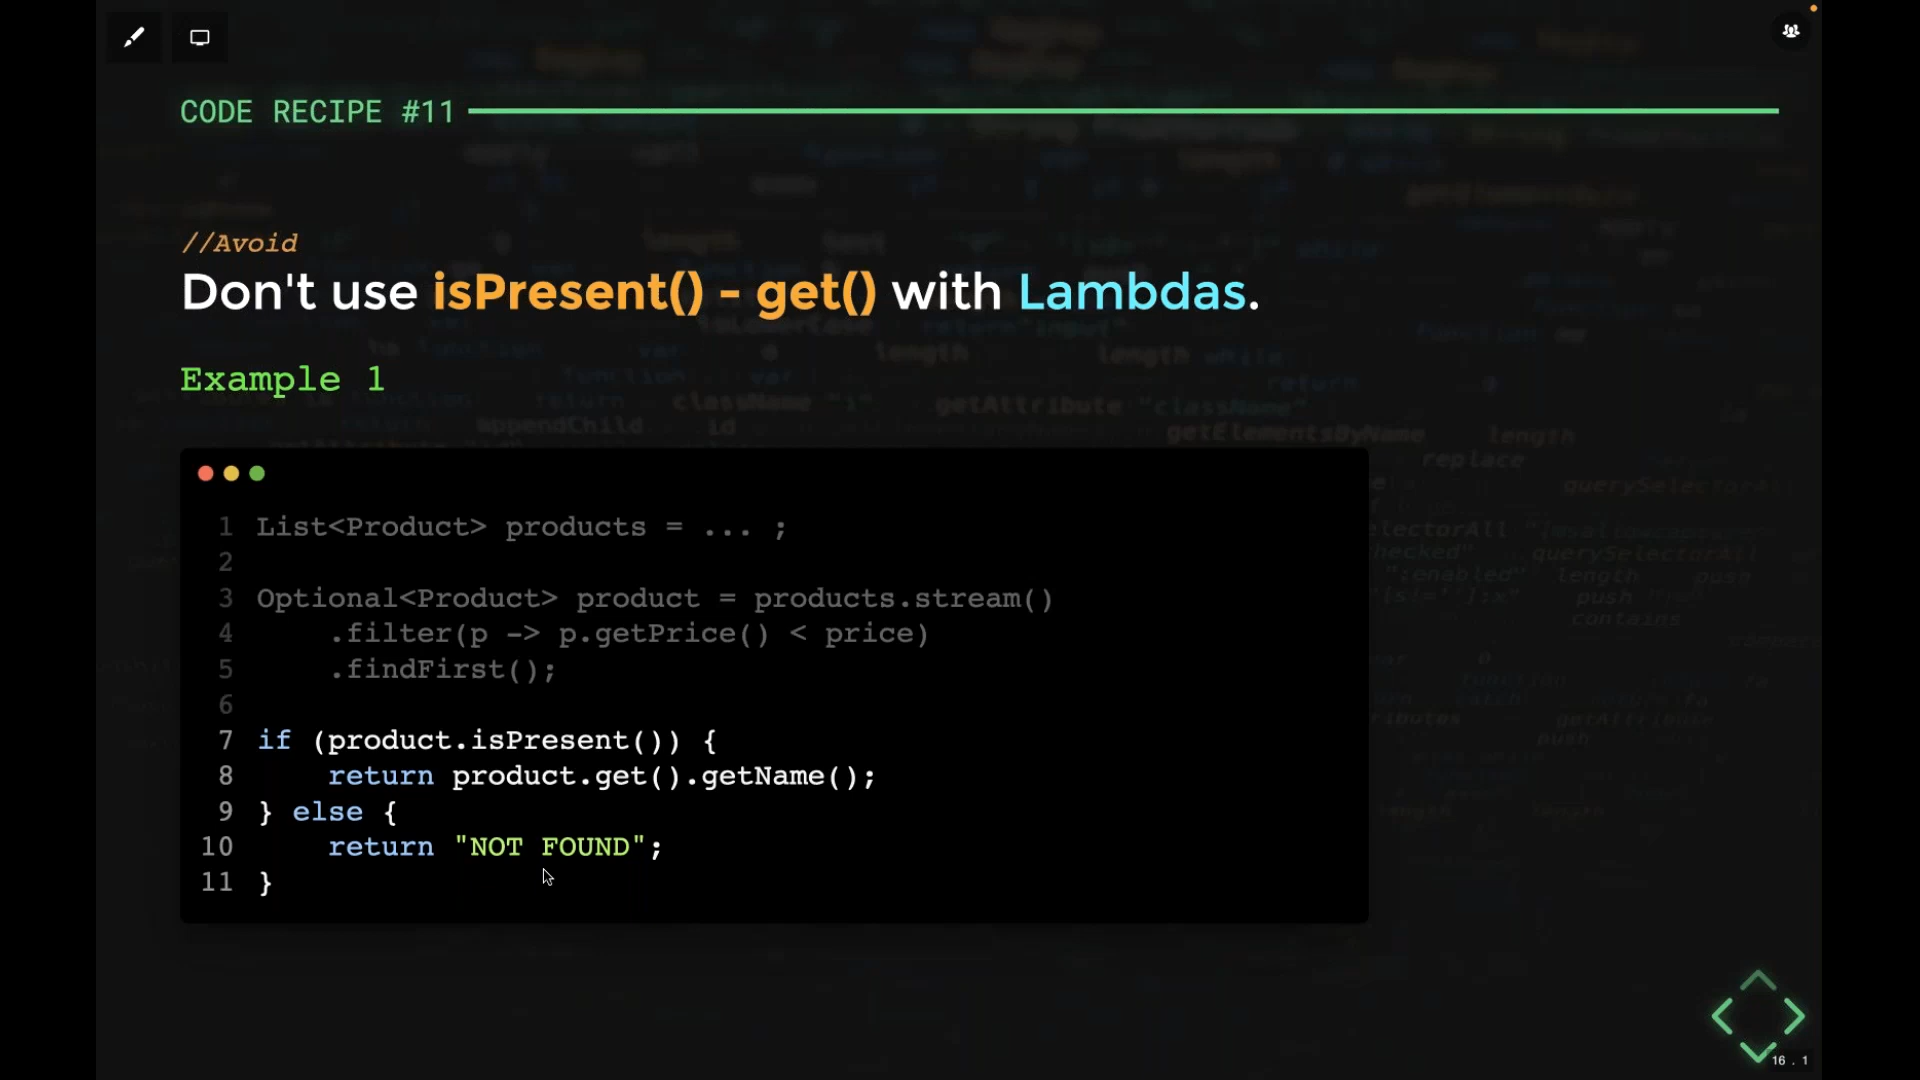 CODE RECIPE #11
//Avoid
Don't use isPresent() - get() with Lambdas.
Example 1
1 List<Product> products = ... ;
2
3 Optional<Product> product = products.stream()
4 .filter(p -> p.getPrice() < price)
5 .findFirst();
6
7 if (product.isPresent()) {
8 return product.get().getName();
9 } else {
10 return "NOT FOUND";
11 }
16 . 1